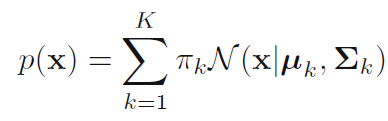 p(𝐱) = ∑_{k=1}^{K} π_k 𝒩(𝐱|𝛍_k, 𝚺_k)